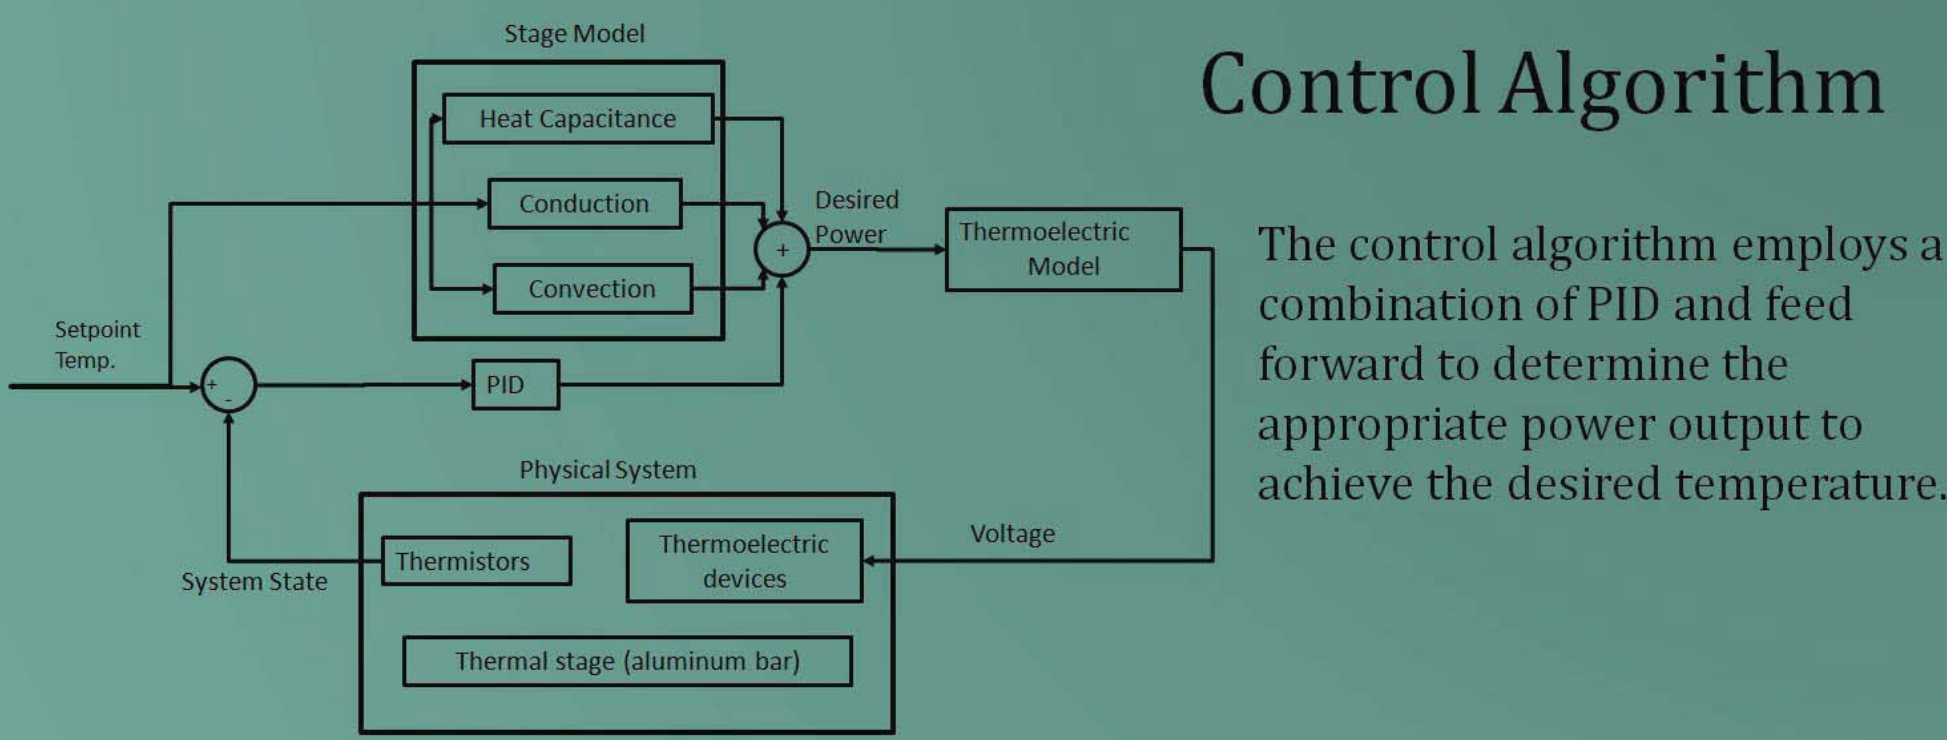 Stage Model
Control Algorithm
Heat Capacitance
Conduction
Convection
Desired
Power
+
Thermoelectric
Model
The control algorithm employs a
combination of PID and feed
forward to determine the
appropriate power output to
achieve the desired temperature.
Setpoint
Temp.
+
-
PID
Physical System
Thermistors
Thermoelectric
devices
Voltage
System State
Thermal stage (aluminum bar)